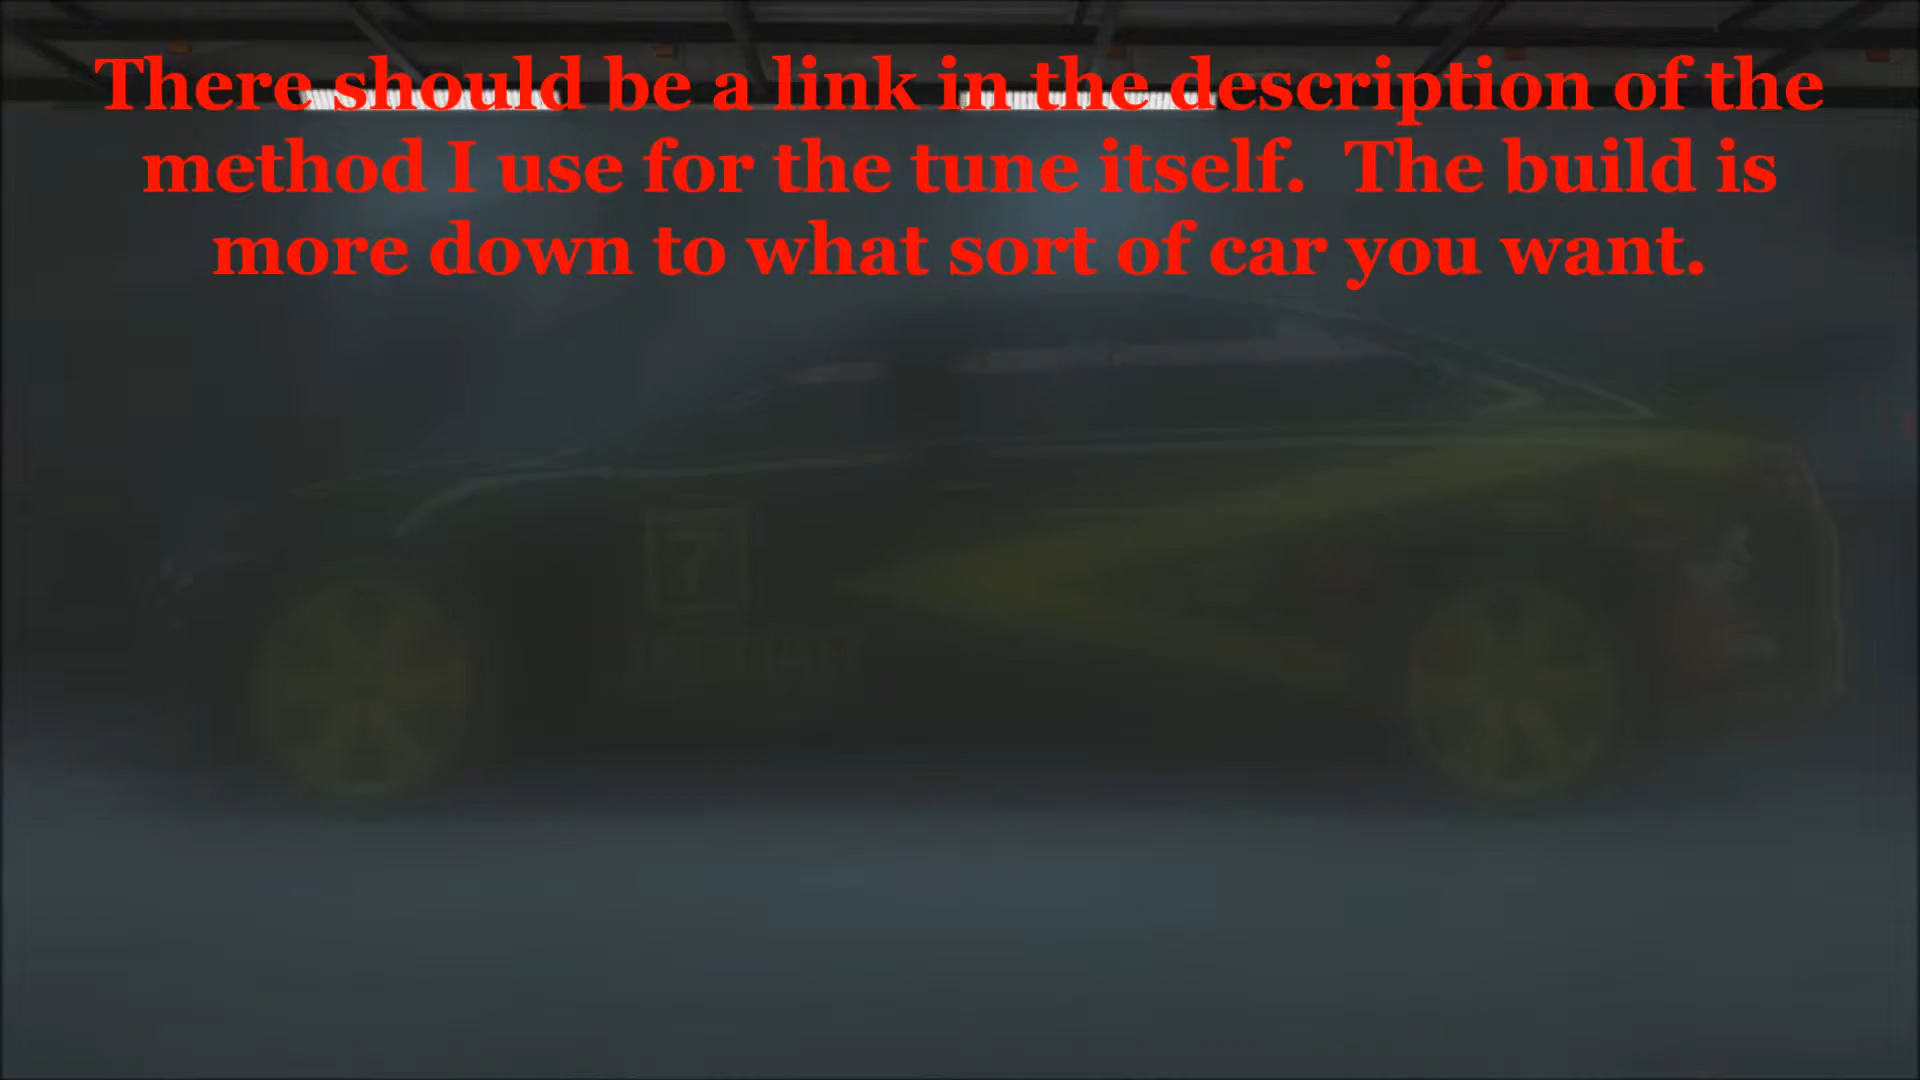 There should be a link in the description of the
method I use for the tune itself.  The build is
more down to what sort of car you want.
7